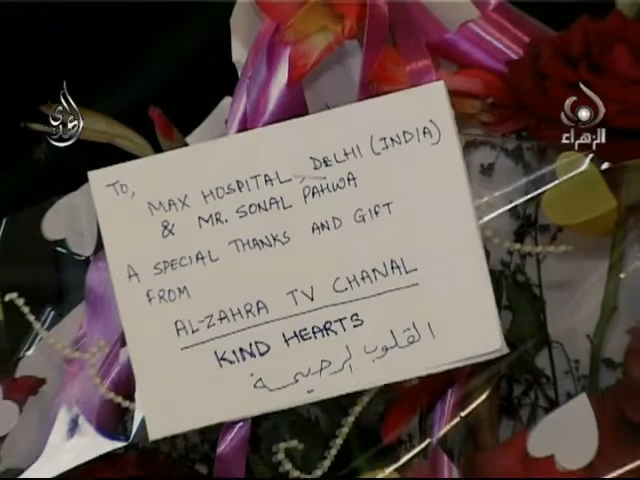 الزهراء
TO,
MAX HOSPITAL, DELHI (INDIA)
& MR. SONAL PAHWA
A SPECIAL THANKS AND GIFT
FROM
AL-ZAHRA TV CHANAL
KIND HEARTS
القلوب الرحيمة